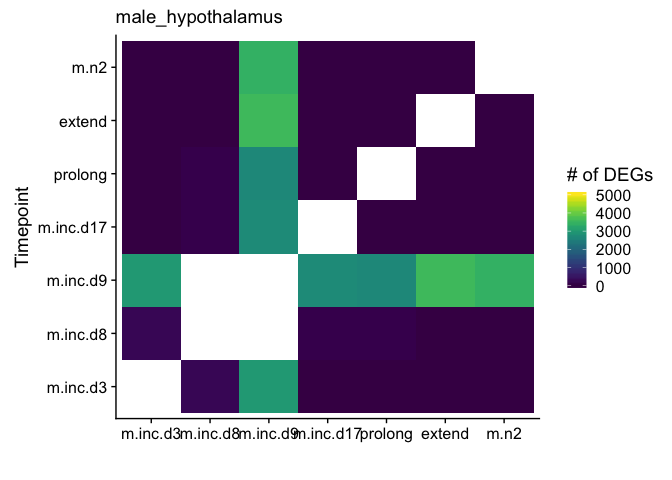 male_hypothalamus
m.n2
extend
prolong
m.inc.d17
m.inc.d9
m.inc.d8
m.inc.d3
Timepoint
m.inc.d3 m.inc.d8 m.inc.d9 m.inc.d17 prolong extend m.n2
# of DEGs
5000
4000
3000
2000
1000
0